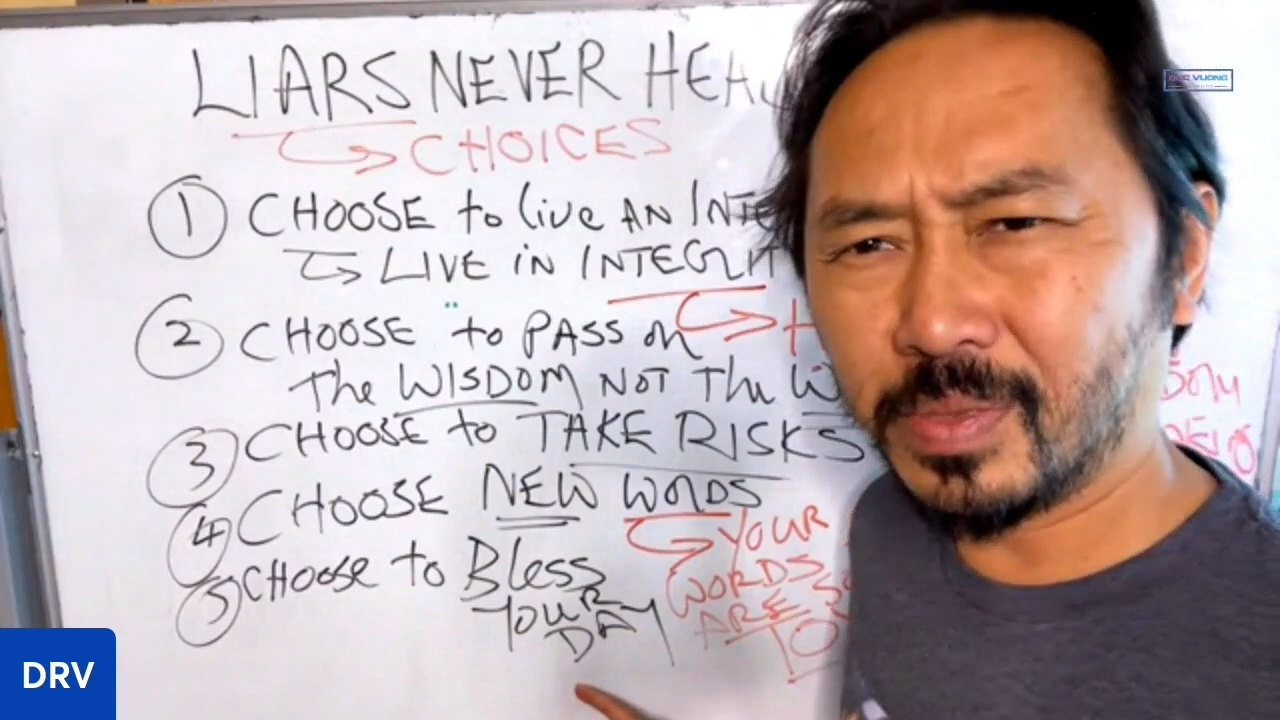 LIARS NEVER HEA
CHOICES
① CHOOSE to live AN INTE
LIVE iN INTEGRIT
② CHOOSE to PASS on
The WISDOM NOT The W
③ CHOOSE to TAKE RISKS
④ CHOOSE NEW WORDS
YOUR
WORDS
ARE
⑤ CHOOSE to Bless
YOUR
DAY
DUC VUONG
DRV